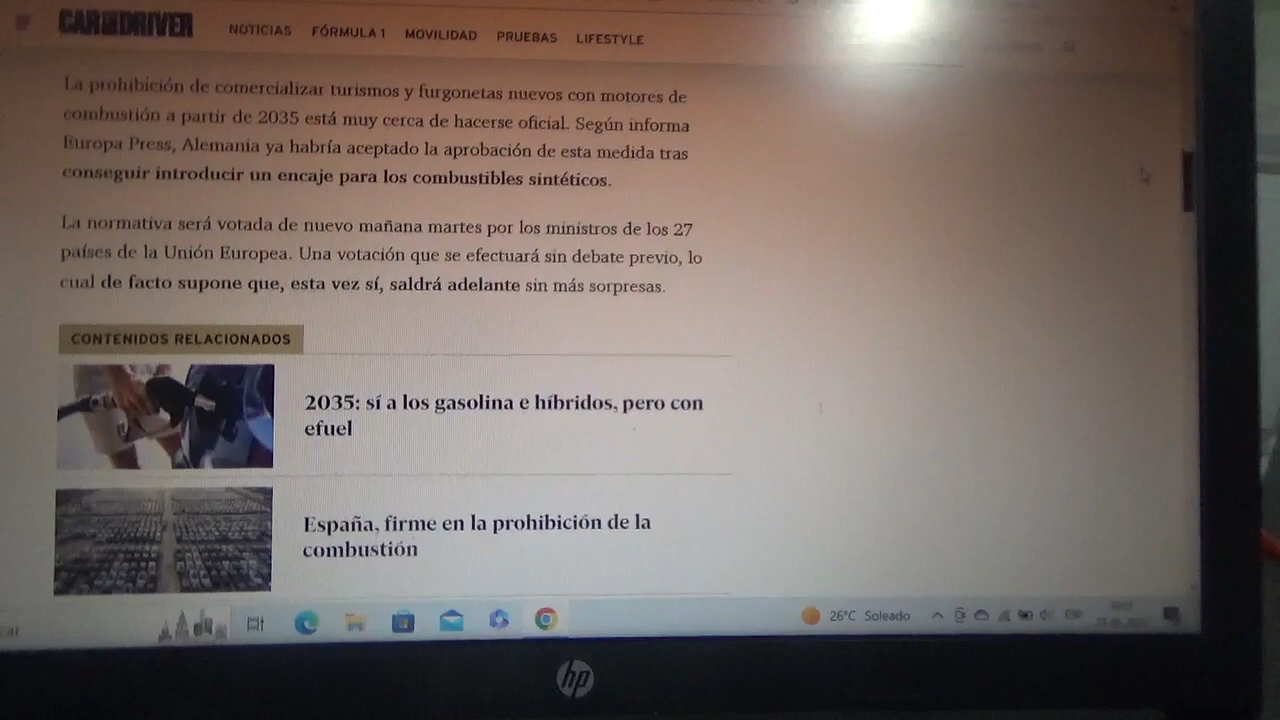 CAR and DRIVER
NOTICIAS FÓRMULA 1 MOVILIDAD PRUEBAS LIFESTYLE
La prohibición de comercializar turismos y furgonetas nuevos con motores de
combustión a partir de 2035 está muy cerca de hacerse oficial. Según informa
Europa Press, Alemania ya habría aceptado la aprobación de esta medida tras
conseguir introducir un encaje para los combustibles sintéticos.
La normativa será votada de nuevo mañana martes por los ministros de los 27
países de la Unión Europea. Una votación que se efectuará sin debate previo, lo
cual de facto supone que, esta vez sí, saldrá adelante sin más sorpresas.
CONTENIDOS RELACIONADOS
2035: sí a los gasolina e híbridos, pero con
efuel
España, firme en la prohibición de la
combustión
26°C Soleado ESP
hp